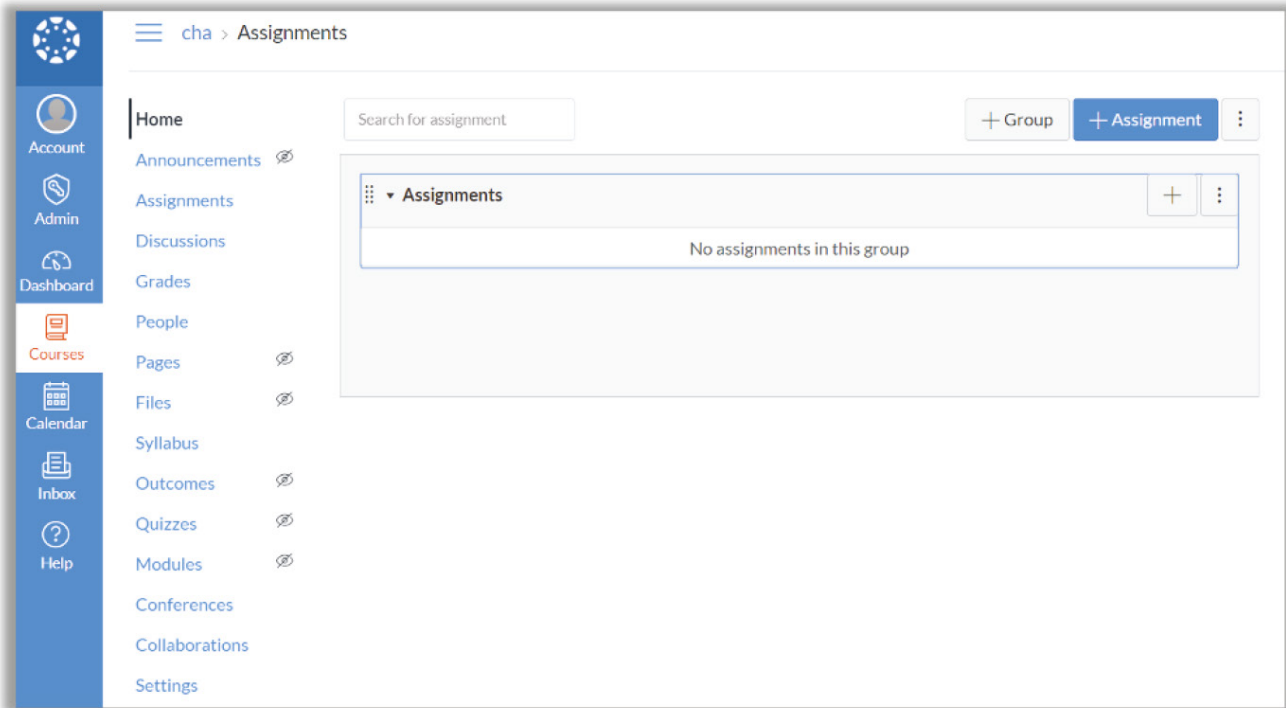 cha > Assignments
Account
Admin
Dashboard
Courses
Calendar
Inbox
Help
Home
Announcements
Assignments
Discussions
Grades
People
Pages
Files
Syllabus
Outcomes
Quizzes
Modules
Conferences
Collaborations
Settings
Search for assignment
+ Group
+ Assignment
Assignments
No assignments in this group